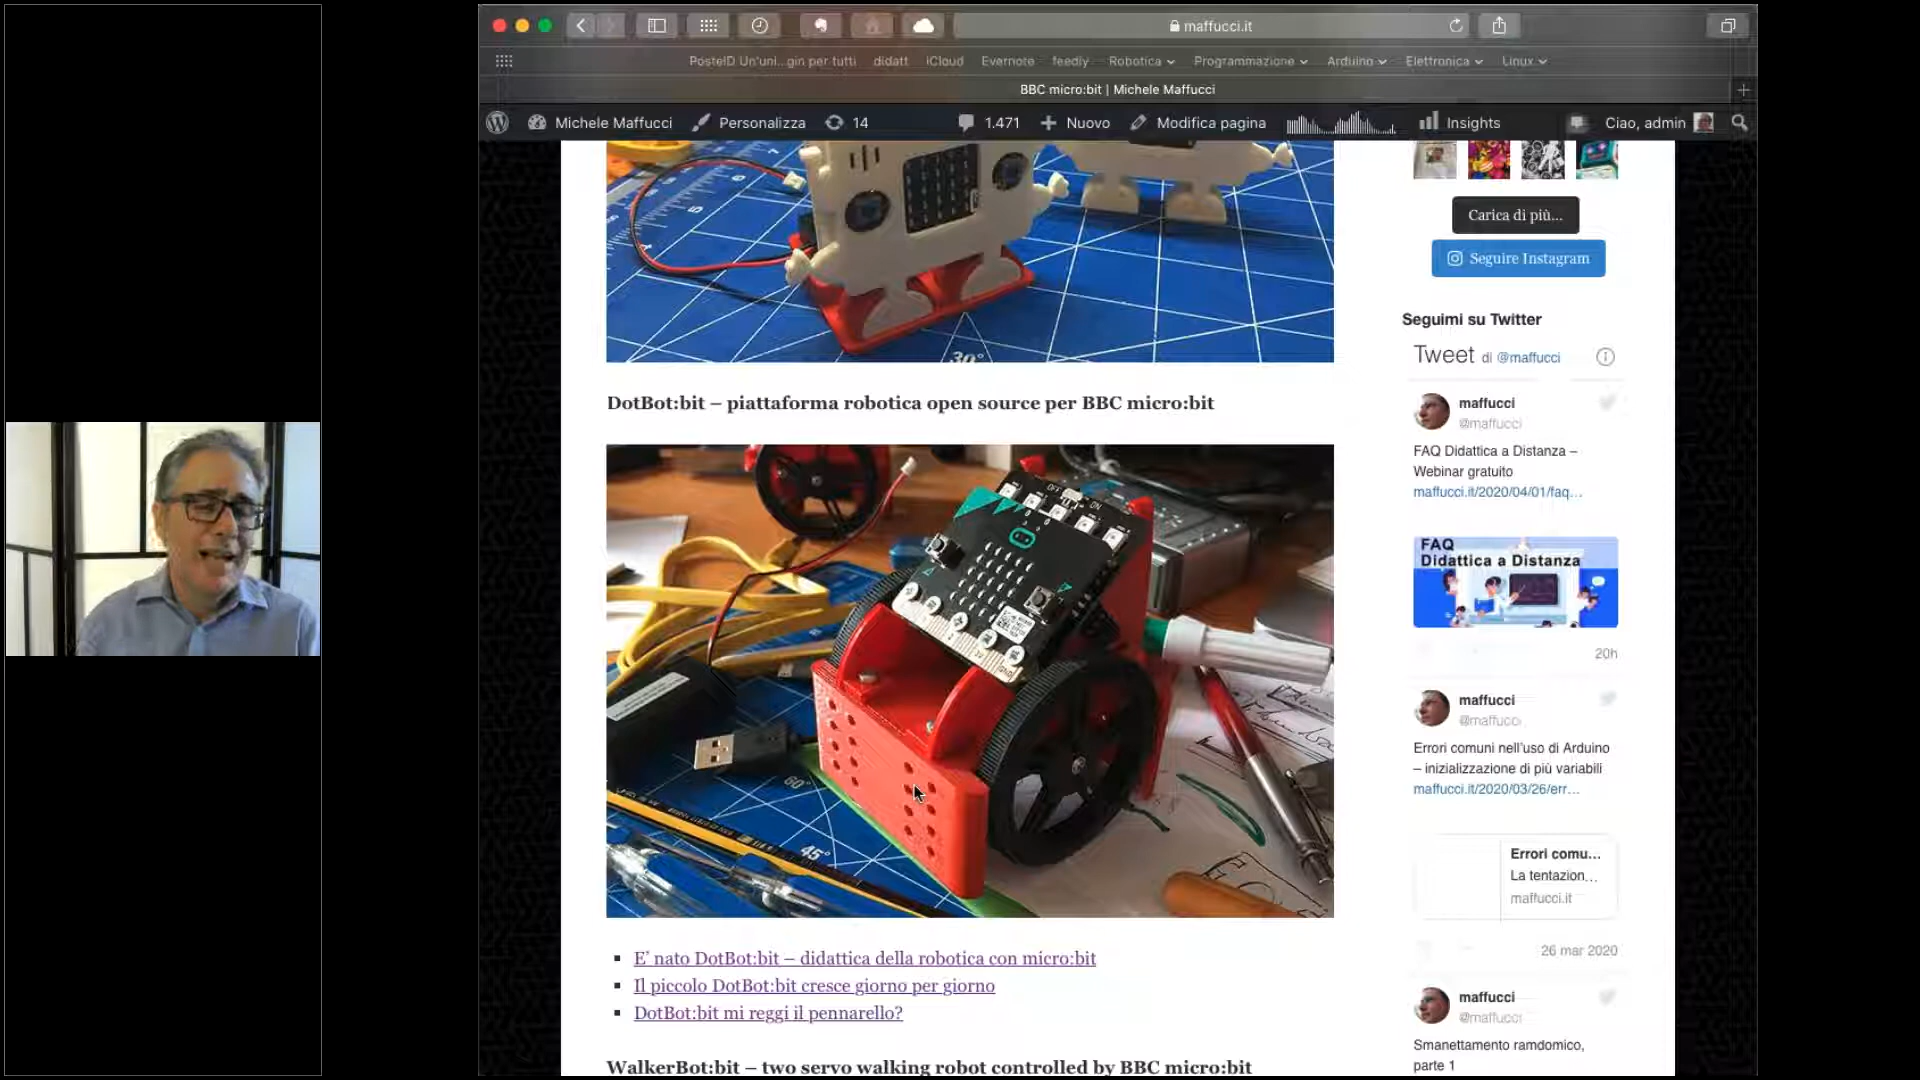 maffucci.it
PosteID Un'uni...gin per tutti didatt iCloud Evernote feedly Robotica Programmazione Arduino Elettronica Linux
BBC micro:bit | Michele Maffucci
Michele Maffucci Personalizza 14 1.471 Nuovo Modifica pagina Insights Ciao, admin
30°
DotBot:bit – piattaforma robotica open source per BBC micro:bit
OFF
ON
GND
60°
45°
E' nato DotBot:bit – didattica della robotica con micro:bit
Il piccolo DotBot:bit cresce giorno per giorno
DotBot:bit mi reggi il pennarello?
WalkerBot:bit – two servo walking robot controlled by BBC micro:bit
Carica di più...
Seguire Instagram
Seguimi su Twitter
Tweet di @maffucci
maffucci
@maffucci
FAQ Didattica a Distanza –
Webinar gratuito
maffucci.it/2020/04/01/faq…
FAQ
Didattica a Distanza
20h
maffucci
@maffucci
Errori comuni nell'uso di Arduino
– inizializzazione di più variabili
maffucci.it/2020/03/26/err…
Errori comu...
La tentazion...
maffucci.it
26 mar 2020
maffucci
@maffucci
Smanettamento ramdomico,
parte 1